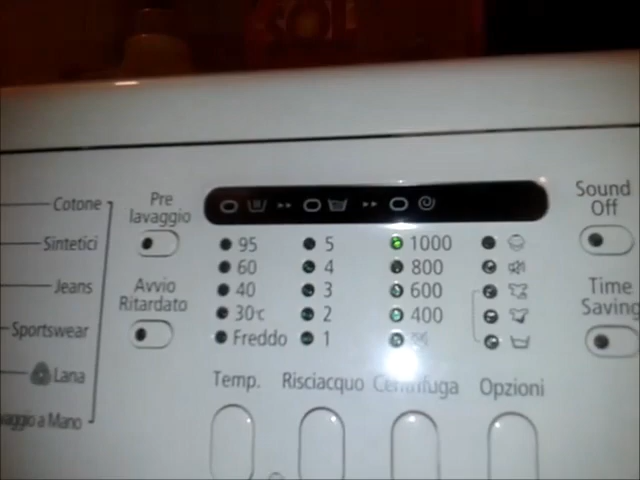 Cotone
Sintetici
Jeans
Sportswear
Lana
Mano
Pre
lavaggio
Avvio
Ritardato
95
60
40
30°C
Freddo
Temp.
5
4
3
2
1
Risciacquo
1000
800
600
400
Centrifuga
Opzioni
Sound
Off
Time
Saving